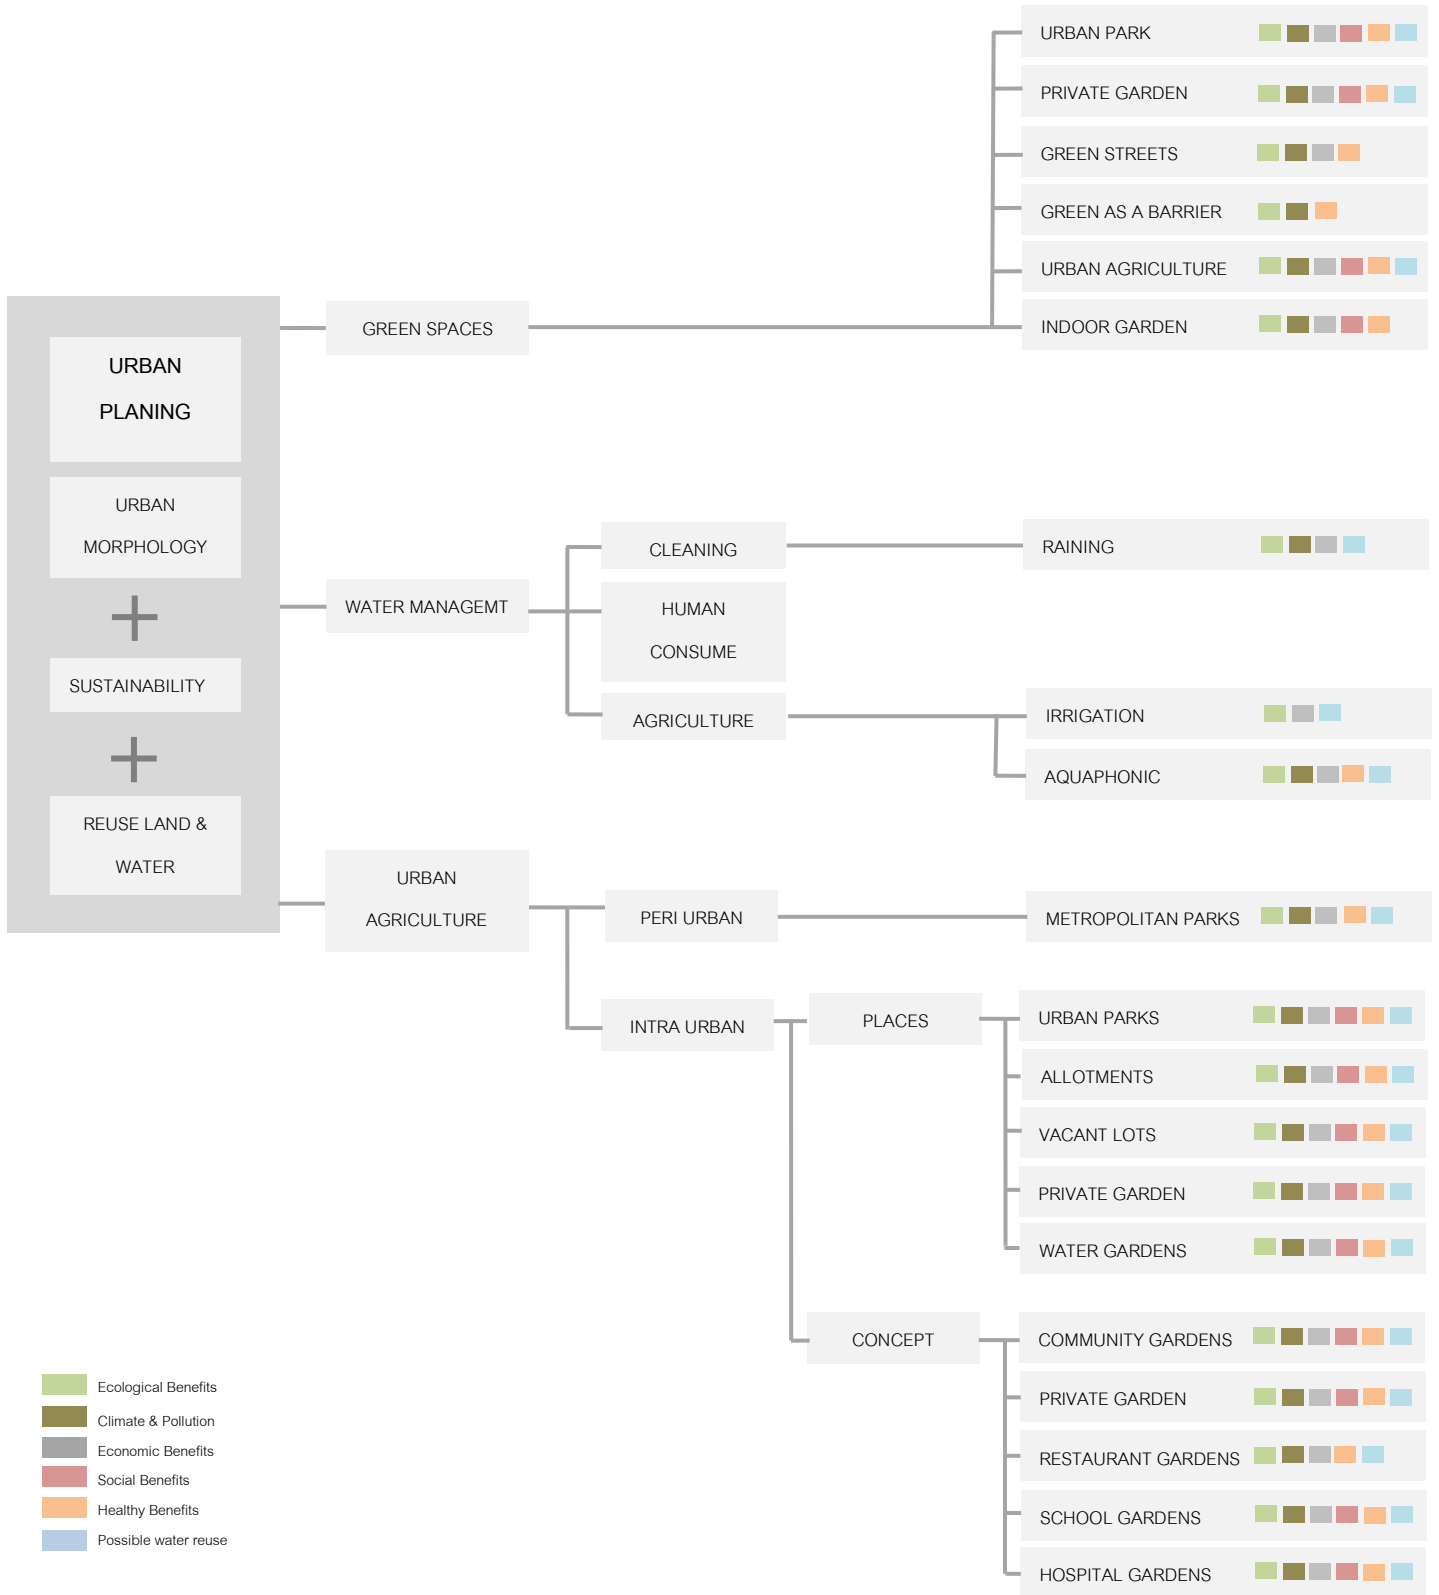 URBAN
PLANING
URBAN
MORPHOLOGY
SUSTAINABILITY
REUSE LAND &
WATER
GREEN SPACES
URBAN PARK
PRIVATE GARDEN
GREEN STREETS
GREEN AS A BARRIER
URBAN AGRICULTURE
INDOOR GARDEN
WATER MANAGEMT
CLEANING
RAINING
HUMAN
CONSUME
AGRICULTURE
IRRIGATION
AQUAPHONIC
URBAN
AGRICULTURE
PERI URBAN
METROPOLITAN PARKS
INTRA URBAN
PLACES
URBAN PARKS
ALLOTMENTS
VACANT LOTS
PRIVATE GARDEN
WATER GARDENS
CONCEPT
COMMUNITY GARDENS
PRIVATE GARDEN
RESTAURANT GARDENS
SCHOOL GARDENS
HOSPITAL GARDENS
Ecological Benefits
Climate & Pollution
Economic Benefits
Social Benefits
Healthy Benefits
Possible water reuse